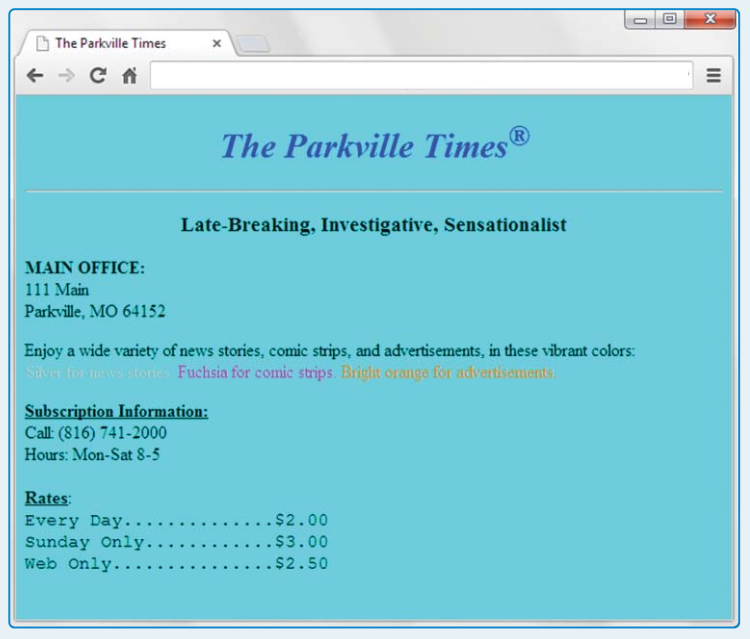 The Parkville Times
The Parkville Times®
Late-Breaking, Investigative, Sensationalist
MAIN OFFICE:
111 Main
Parkville, MO 64152
Enjoy a wide variety of news stories, comic strips, and advertisements, in these vibrant colors:
Silver for news stories. Fuchsia for comic strips. Bright orange for advertisements.
Subscription Information:
Call: (816) 741-2000
Hours: Mon-Sat 8-5
Rates:
Every Day..............$2.00
Sunday Only............$3.00
Web Only...............$2.50